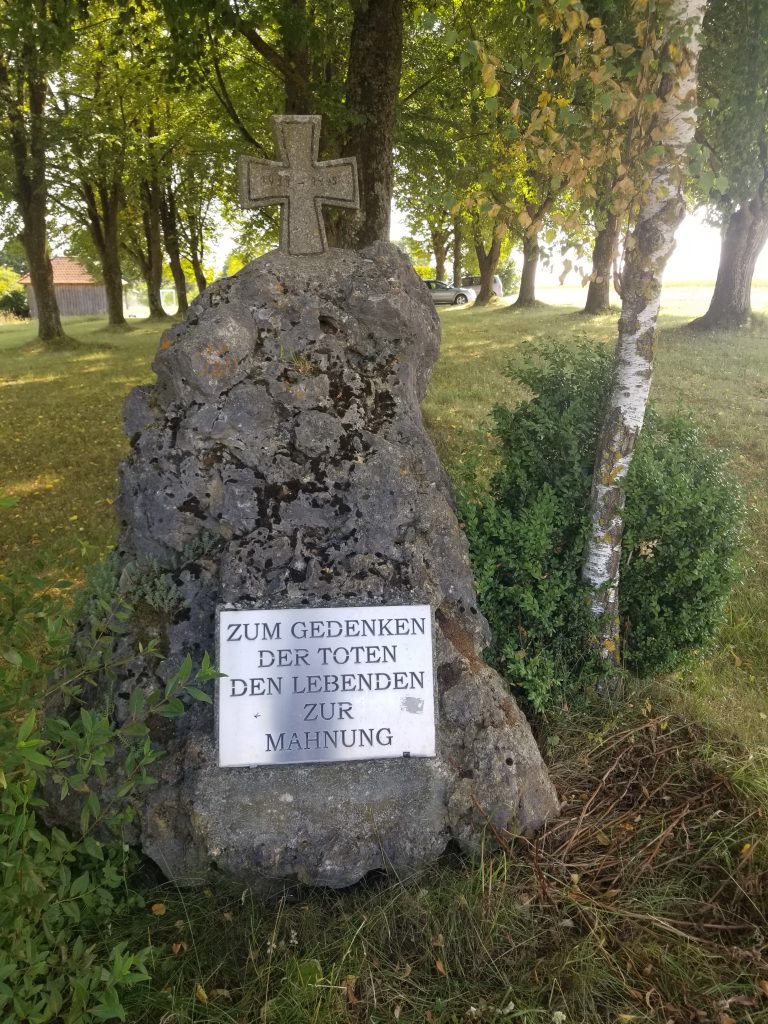 ZUM GEDENKEN
DER TOTEN
DEN LEBENDEN
ZUR
MAHNUNG